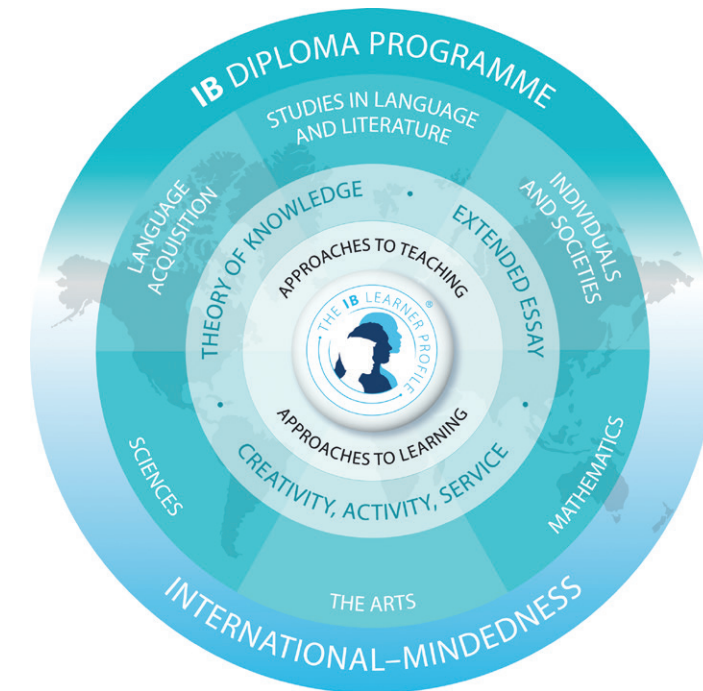 IB DIPLOMA PROGRAMME
STUDIES IN LANGUAGE
AND LITERATURE
LANGUAGE
ACQUISITION
INDIVIDUALS
AND SOCIETIES
THEORY OF KNOWLEDGE
EXTENDED ESSAY
APPROACHES TO TEACHING
THE IB LEARNER PROFILE®
APPROACHES TO LEARNING
CREATIVITY, ACTIVITY, SERVICE
SCIENCES
MATHEMATICS
THE ARTS
INTERNATIONAL–MINDEDNESS